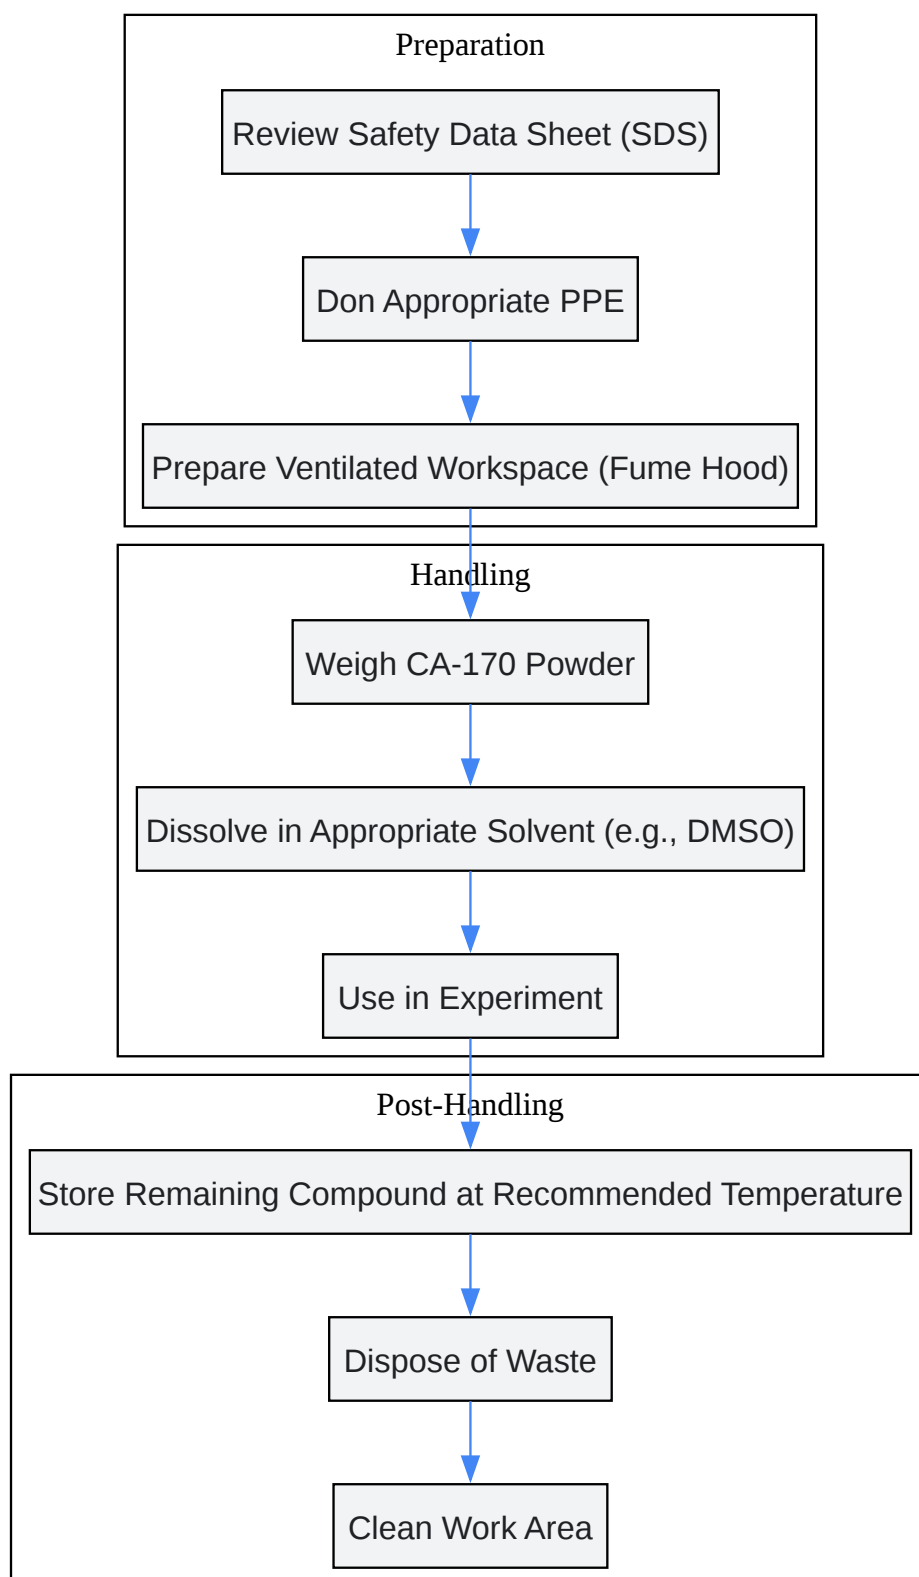 Preparation
Review Safety Data Sheet (SDS)
Don Appropriate PPE
Prepare Ventilated Workspace (Fume Hood)
Handling
Weigh CA-170 Powder
Dissolve in Appropriate Solvent (e.g., DMSO)
Use in Experiment
Post-Handling
Store Remaining Compound at Recommended Temperature
Dispose of Waste
Clean Work Area